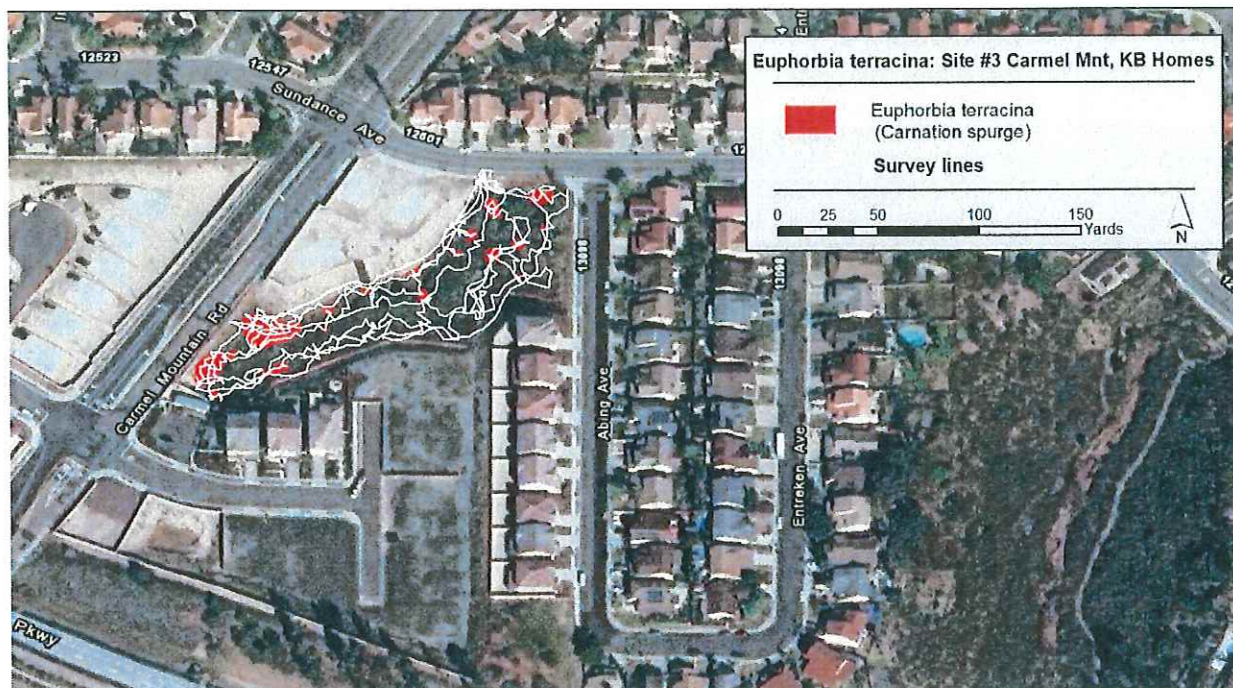 12523
12547
Sundance Ave
12601
Euphorbia terracina: Site #3 Carmel Mnt, KB Homes
Euphorbia terracina
(Carnation spurge)
Survey lines
0 25 50 100 150
Yards
N
13088
13098
Carmel Mountain Rd
Abing Ave
Entreken Ave
Pkwy